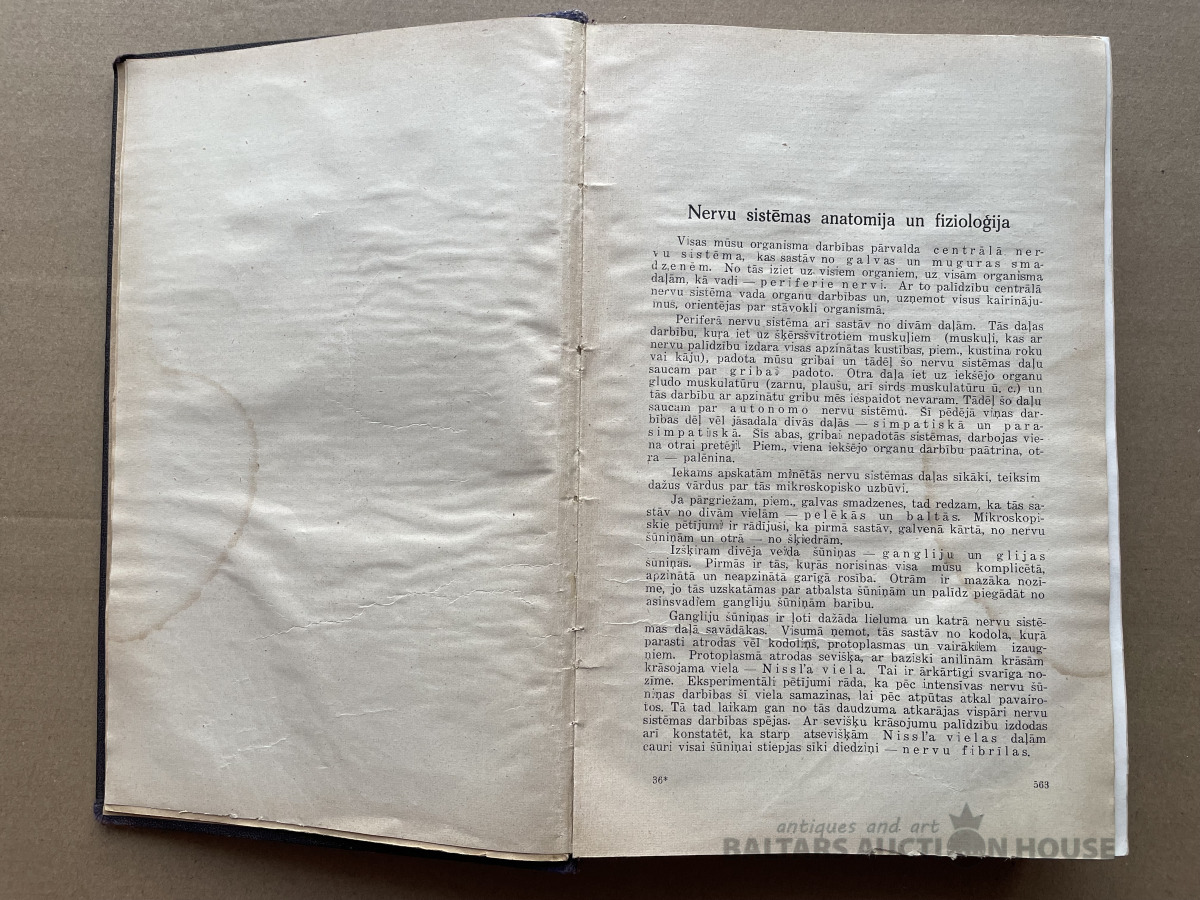 Nervu sistēmas anatomija un fizioloģija
Visas mūsu organisma darbības pārvalda centrālā ner-
vu sistēma, kas sastāv no galvas un muguras sma-
dzenēm. No tās iziet uz visiem organiem, uz visām organisma
daļām, kā vadi — periferie nervi. Ar to palīdzību centrālā
nervu sistēma vada organu darbības un, uzņemot visus kairināju-
mus, orientējas par stāvokli organismā.
Periferā nervu sistēma arī sastāv no divām daļām. Tās daļas
darbību, kuŗa iet uz šķērssvītrotiem muskuļiem (muskuļi, kas ar
nervu palīdzību izdara visas apzinātas kustības, piem., kustina roku
vai kāju), padota mūsu gribai un tādēļ šo nervu sistēmas daļu
saucam par gribai padoto. Otra daļa iet uz iekšējo organu
gludo muskulatūru (zarnu, plaušu, arī sirds muskulatūru ū. c.) un
tās darbību ar apzinātu gribu mēs iespaidot nevaram. Tādēļ šo daļu
saucam par autonomo nervu sistēmu. Šī pēdējā viņas dar-
bības dēļ vēl jāsadala divās daļās — simpatiskā un para-
simpatiskā. Šīs abas, gribai nepadotās sistēmas, darbojas vie-
na otrai pretēji. Piem., viena iekšējo organu darbību paātrina, ot-
ŗa — palēnina.
Iekams apskatām minētās nervu sistēmas daļas sīkāki, teiksim
dažus vārdus par tās mikroskopisko uzbūvi.
Ja pārgriežam, piem., galvas smadzenes, tad redzam, ka tās sa-
stāv no divām vielām — pelēkās un baltās. Mikroskopi-
skie pētījumi ir rādījuši, ka pirmā sastāv, galvenā kārtā, no nervu
šūniņām un otrā — no šķiedrām.
Izšķiram divēja veida šūniņas — gangliju un glijas
šūniņas. Pirmās ir tās, kurās norisinas visa mūsu komplicētā,
apzinātā un neapzinātā garīgā rosība. Otrām ir mazāka nozī-
me, jo tās uzskatāmas par atbalsta šūniņām un palīdz piegādāt no
asinsvadiem gangliju šūniņām barību.
Gangliju šūniņas ir ļoti dažāda lieluma un katrā nervu sistē-
mas daļā savādākas. Visumā ņemot, tās sastāv no kodola, kuŗā
parasti atrodas vēl kodoliņš, protoplasmas un vairākiem izaug-
ņiem. Protoplasmā atrodas sevišķa, ar baziski anilinām krāsām
krāsojama viela — Nissl'a viela. Tai ir ārkārtīgi svarīga no-
zīme. Eksperimentāli pētījumi rāda, ka pēc intensīvas nervu šū-
niņas darbības šī viela samazinas, lai pēc atpūtas atkal pavairo-
tos. Tā tad laikam gan no tās daudzuma atkarājas vispāri nervu
sistēmas darbības spējas. Ar sevišķu krāsojumu palīdzību izdodas
arī konstatēt, ka starp atsevišķām Nissl'a vielas daļām
cauri visai šūniņai stiepjas sīki diedziņi — nervu fibrīlas.
36*
563
antiques and art
BALTARS AUCTION HOUSE